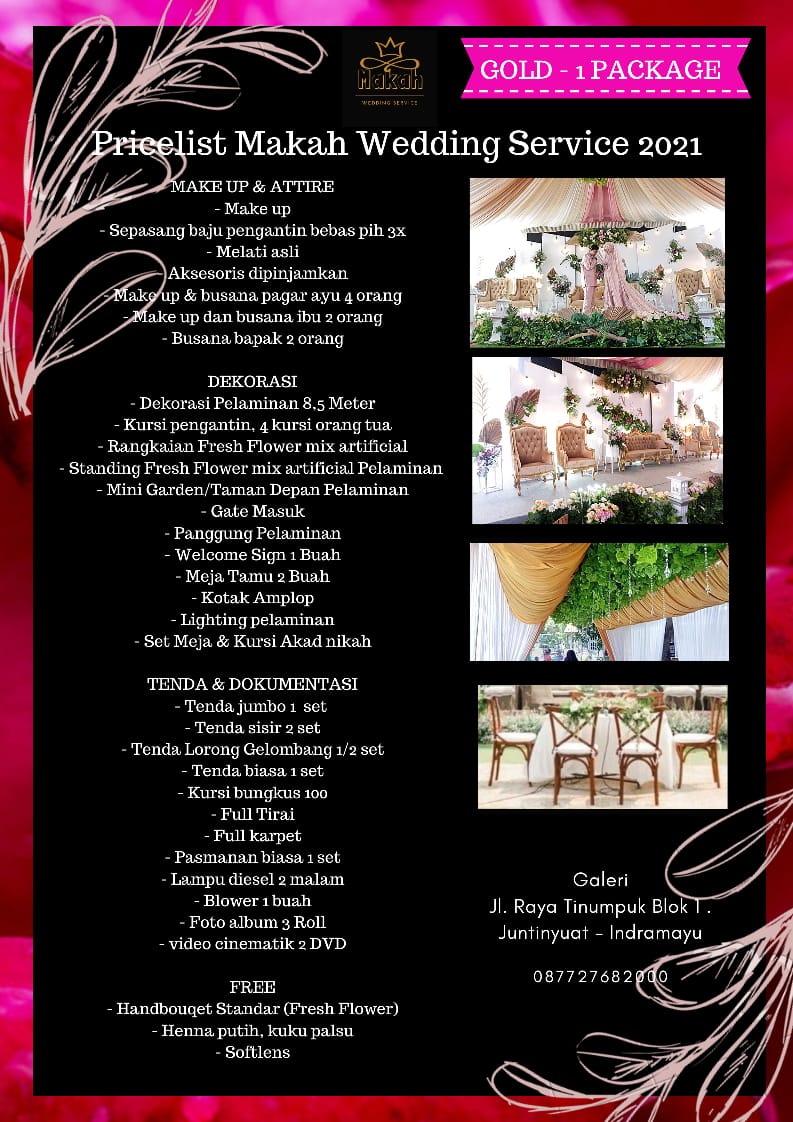 Makah
WEDDING SERVICE
GOLD - 1 PACKAGE
Pricelist Makah Wedding Service 2021
MAKE UP & ATTIRE
- Make up
- Sepasang baju pengantin bebas pih 3x
- Melati asli
- Aksesoris dipinjamkan
- Make up & busana pagar ayu 4 orang
- Make up dan busana ibu 2 orang
- Busana bapak 2 orang
DEKORASI
- Dekorasi Pelaminan 8,5 Meter
- Kursi pengantin, 4 kursi orang tua
- Rangkaian Fresh Flower mix artificial
- Standing Fresh Flower mix artificial Pelaminan
- Mini Garden/Taman Depan Pelaminan
- Gate Masuk
- Panggung Pelaminan
- Welcome Sign 1 Buah
- Meja Tamu 2 Buah
- Kotak Amplop
- Lighting pelaminan
- Set Meja & Kursi Akad nikah
TENDA & DOKUMENTASI
- Tenda jumbo 1 set
- Tenda sisir 2 set
- Tenda Lorong Gelombang 1/2 set
- Tenda biasa 1 set
- Kursi bungkus 100
- Full Tirai
- Full karpet
- Pasmanan biasa 1 set
- Lampu diesel 2 malam
- Blower 1 buah
- Foto album 3 Roll
- video cinematik 2 DVD
FREE
- Handbouqet Standar (Fresh Flower)
- Henna putih, kuku palsu
- Softlens
Galeri
Jl. Raya Tinumpuk Blok 1 .
Juntinyuat - Indramayu
087727682000